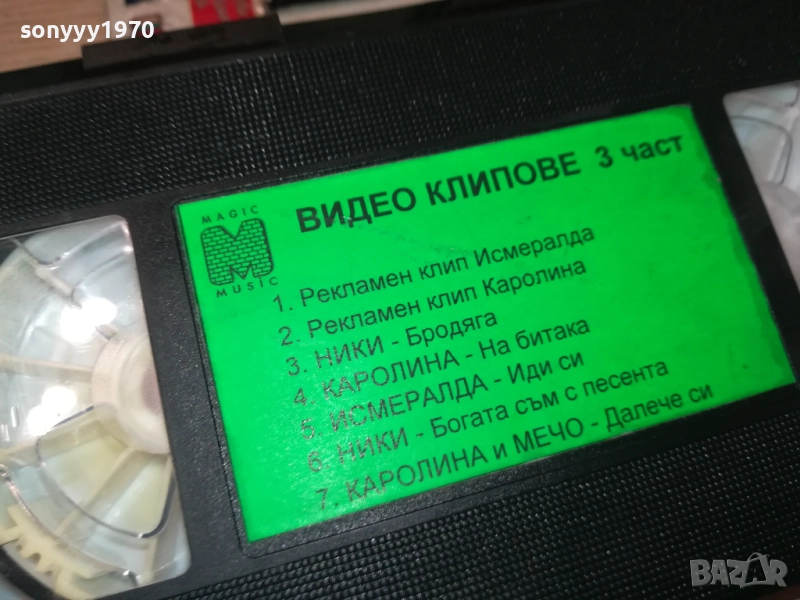 sonyyy1970
MAGIC
M
MUSIC
ВИДЕО КЛИПОВЕ 3 част
1. Рекламен клип Исмералда
2. Рекламен клип Каролина
3. НИКИ - Бродяга
4. КАРОЛИНА - На битака
5. ИСМЕРАЛДА - Иди си
6. НИКИ - Богата съм с песента
7. КАРОЛИНА и МЕЧО - Далече си
BAZAR